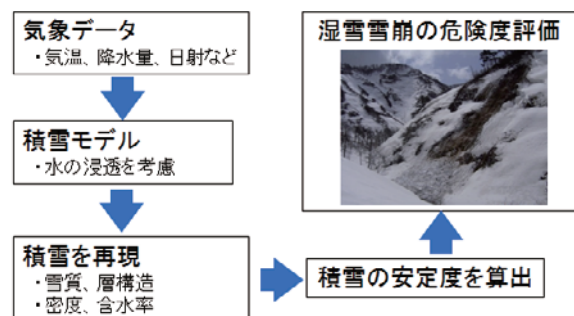 気象データ
・気温、降水量、日射など
積雪モデル
・水の浸透を考慮
積雪を再現
・雪質、層構造
・密度、含水率
積雪の安定度を算出
湿雪雪崩の危険度評価